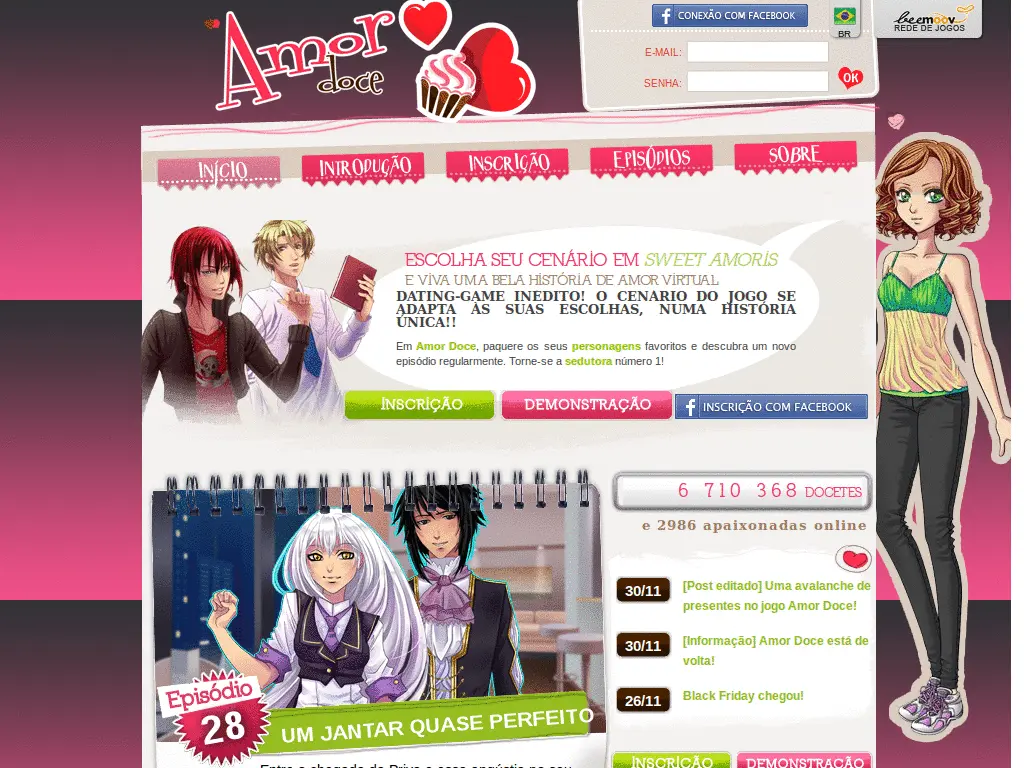 Amor
doce
CONEXÃO COM FACEBOOK
BR
beemoov
REDE DE JOGOS
E-MAIL:
SENHA:
OK
INÍCIO
INTRODUÇÃO
INSCRIÇÃO
EPISÓDIOS
SOBRE
ESCOLHA SEU CENÁRIO EM SWEET AMORIS
E VIVA UMA BELA HISTÓRIA DE AMOR VIRTUAL
DATING-GAME INEDITO! O CENARIO DO JOGO SE
ADAPTA ÀS SUAS ESCOLHAS, NUMA HISTÓRIA
ÚNICA!!
Em Amor Doce, paquere os seus personagens favoritos e descubra um novo
episódio regularmente. Torne-se a sedutora número 1!
INSCRIÇÃO
DEMONSTRAÇÃO
INSCRIÇÃO COM FACEBOOK
6 710 368 DOCETES
e 2986 apaixonadas online
30/11
[Post editado] Uma avalanche de
presentes no jogo Amor Doce!
30/11
[Informação] Amor Doce está de
volta!
26/11
Black Friday chegou!
Episódio
28
UM JANTAR QUASE PERFEITO
INSCRIÇÃO
DEMONSTRAÇÃO